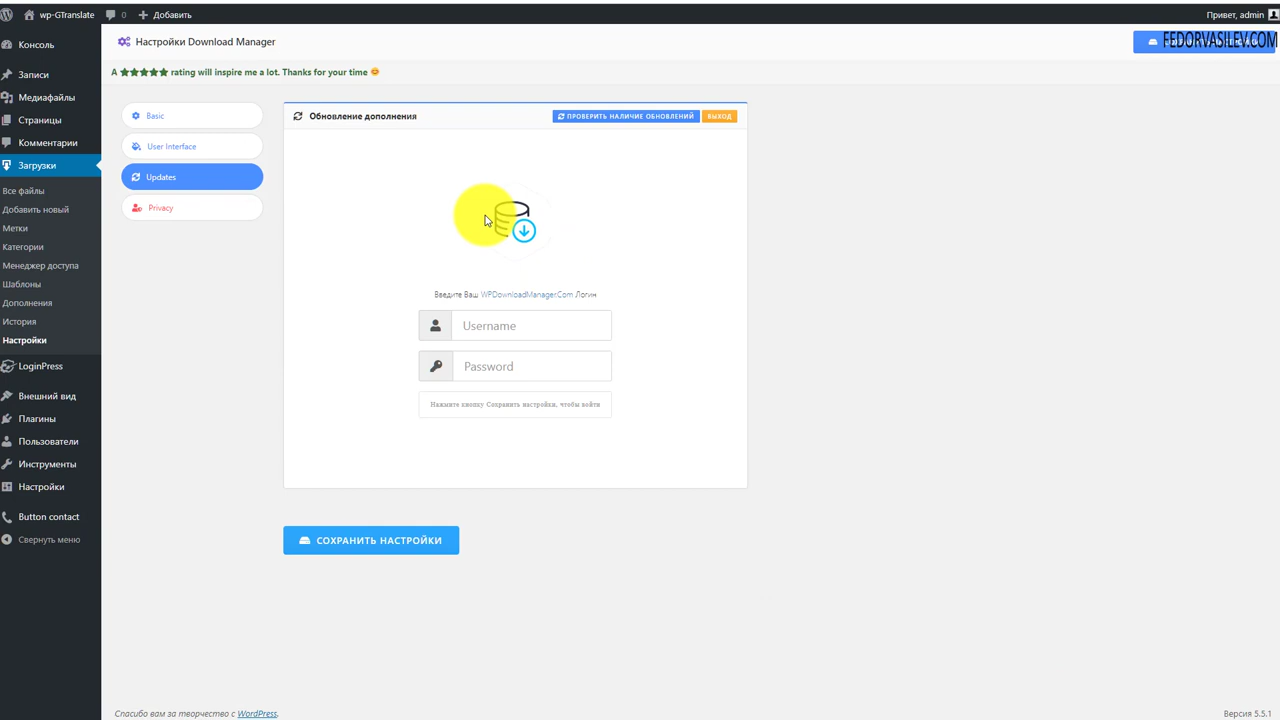 wp-GTranslate 0 Добавить Привет, admin
Настройки Download Manager
FEDORVASILEV.COM
A ★★★★★ rating will inspire me a lot. Thanks for your time 😊
Консоль
Записи
Медиафайлы
Страницы
Комментарии
Загрузки
Все файлы
Добавить новый
Метки
Категории
Менеджер доступа
Шаблоны
Дополнения
История
Настройки
LoginPress
Внешний вид
Плагины
Пользователи
Инструменты
Настройки
Button contact
Свернуть меню
Basic
User Interface
Updates
Privacy
Обновление дополнения ПРОВЕРИТЬ НАЛИЧИЕ ОБНОВЛЕНИЙ ВЫХОД
Введите Ваш WPDownloadManager.Com Логин
Username
Password
Нажмите кнопку Сохранить настройки, чтобы войти
СОХРАНИТЬ НАСТРОЙКИ
Спасибо вам за творчество с WordPress. Версия 5.5.1